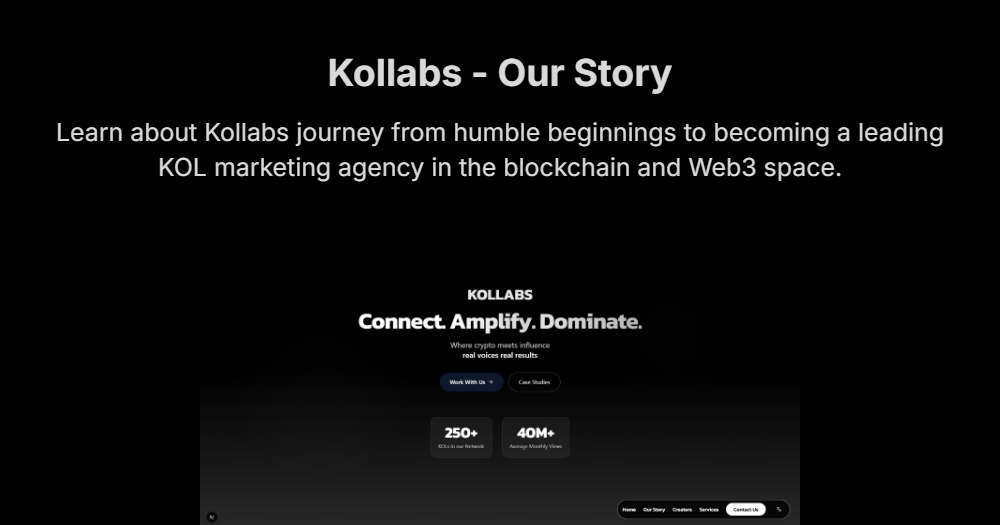 Kollabs - Our Story
Learn about Kollabs journey from humble beginnings to becoming a leading
KOL marketing agency in the blockchain and Web3 space.
KOLLABS
Connect. Amplify. Dominate.
Where crypto meets influence
real voices real results
Work With Us →
Case Studies
250+
40M+
KOLs in our Network
Average Monthly Views
Home Our Story Creators Services Contact Us